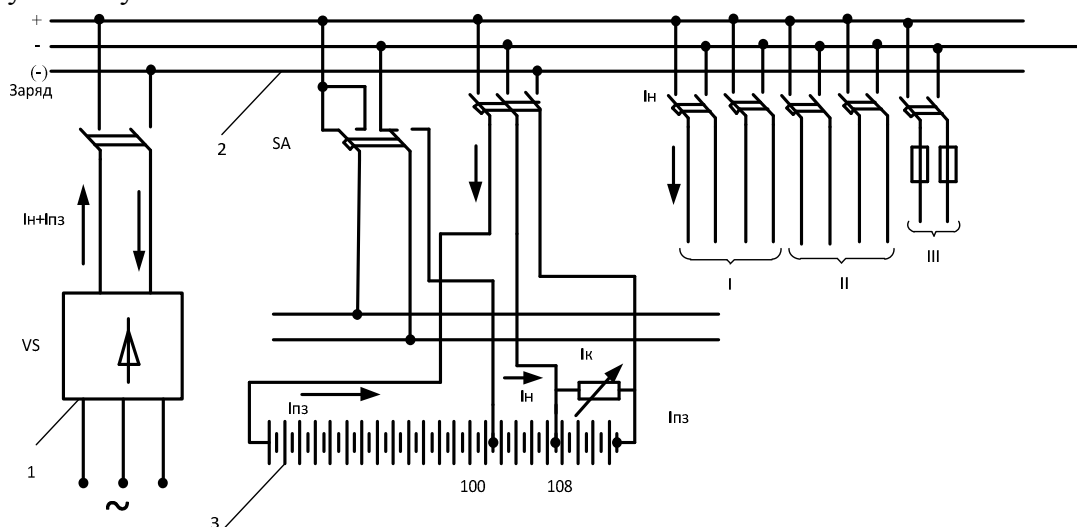 +
-
(-)
Заряд
Iн
2
SA
Iн+Iпз
I
II
III
VS
Iк
Iн
Iпз
Iпз
1
100
108
~
3